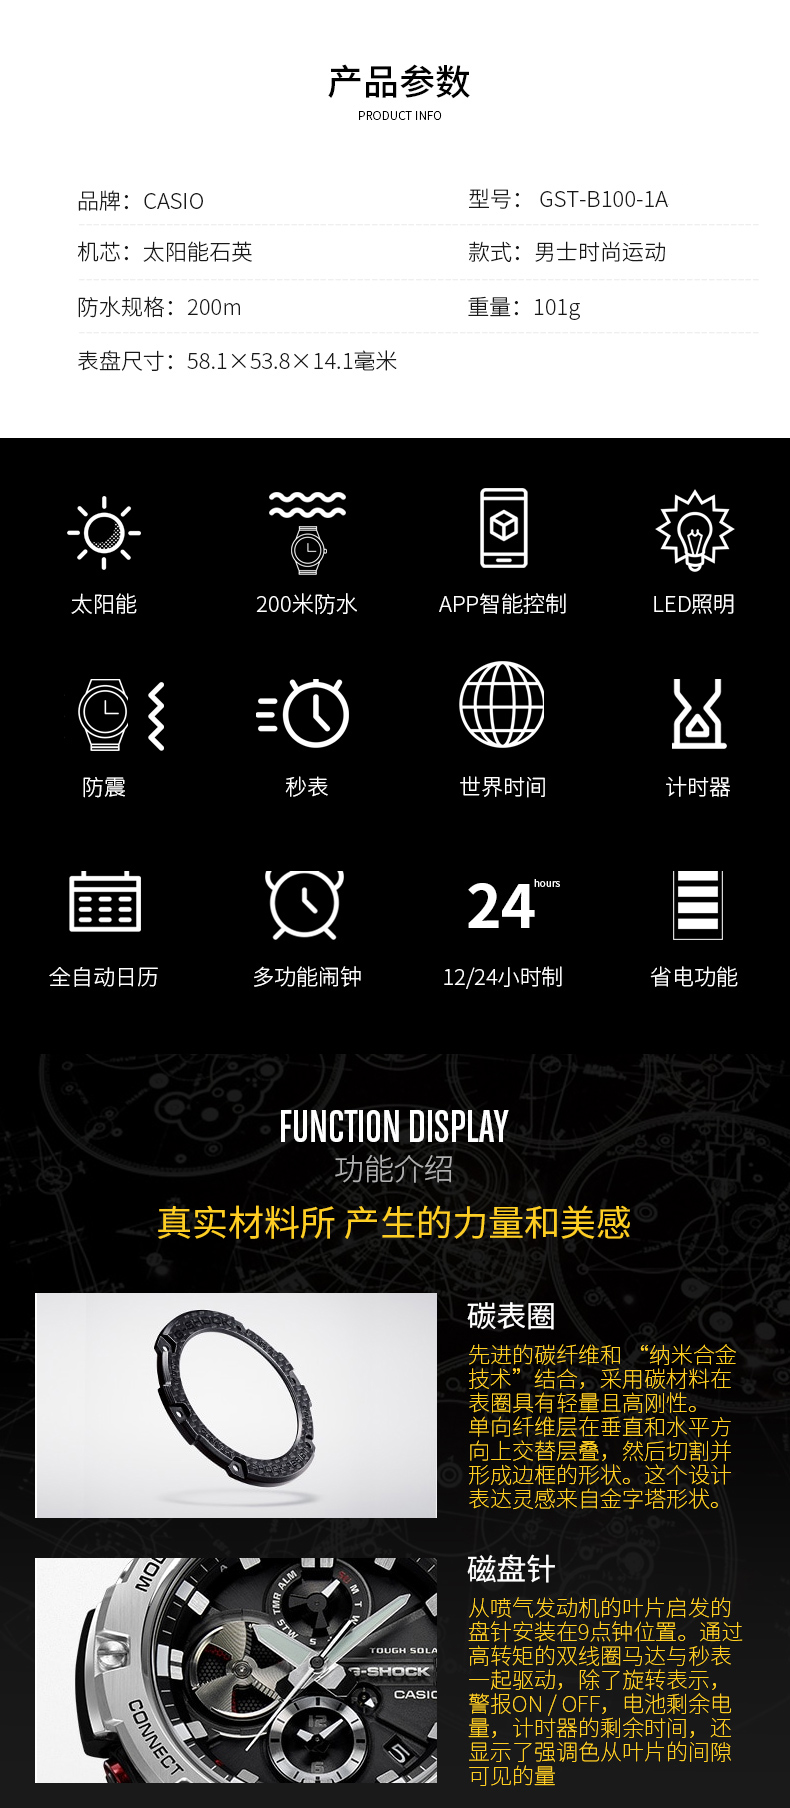 产品参数
PRODUCT INFO
品牌：CASIO
型号： GST-B100-1A
机芯：太阳能石英
款式：男士时尚运动
防水规格：200m
重量：101g
表盘尺寸：58.1×53.8×14.1毫米
太阳能
200米防水
APP智能控制
LED照明
防震
秒表
世界时间
计时器
24 hours
全自动日历
多功能闹钟
12/24小时制
省电功能
FUNCTION DISPLAY
功能介绍
真实材料所 产生的力量和美感
碳表圈
先进的碳纤维和 “纳米合金
技术”结合，采用碳材料在
表圈具有轻量且高刚性。
单向纤维层在垂直和水平方
向上交替层叠，然后切割并
形成边框的形状。这个设计
表达灵感来自金字塔形状。
MOD
TMR ALM
STW
SU M T W
TOUGH SOLA
G-SHOCK
CASIO
12
6
5
CONNECT
磁盘针
从喷气发动机的叶片启发的
盘针安装在9点钟位置。通过
高转矩的双线圈马达与秒表
一起驱动，除了旋转表示，
警报ON / OFF，电池剩余电
量，计时器的剩余时间，还
显示了强调色从叶片的间隙
可见的量